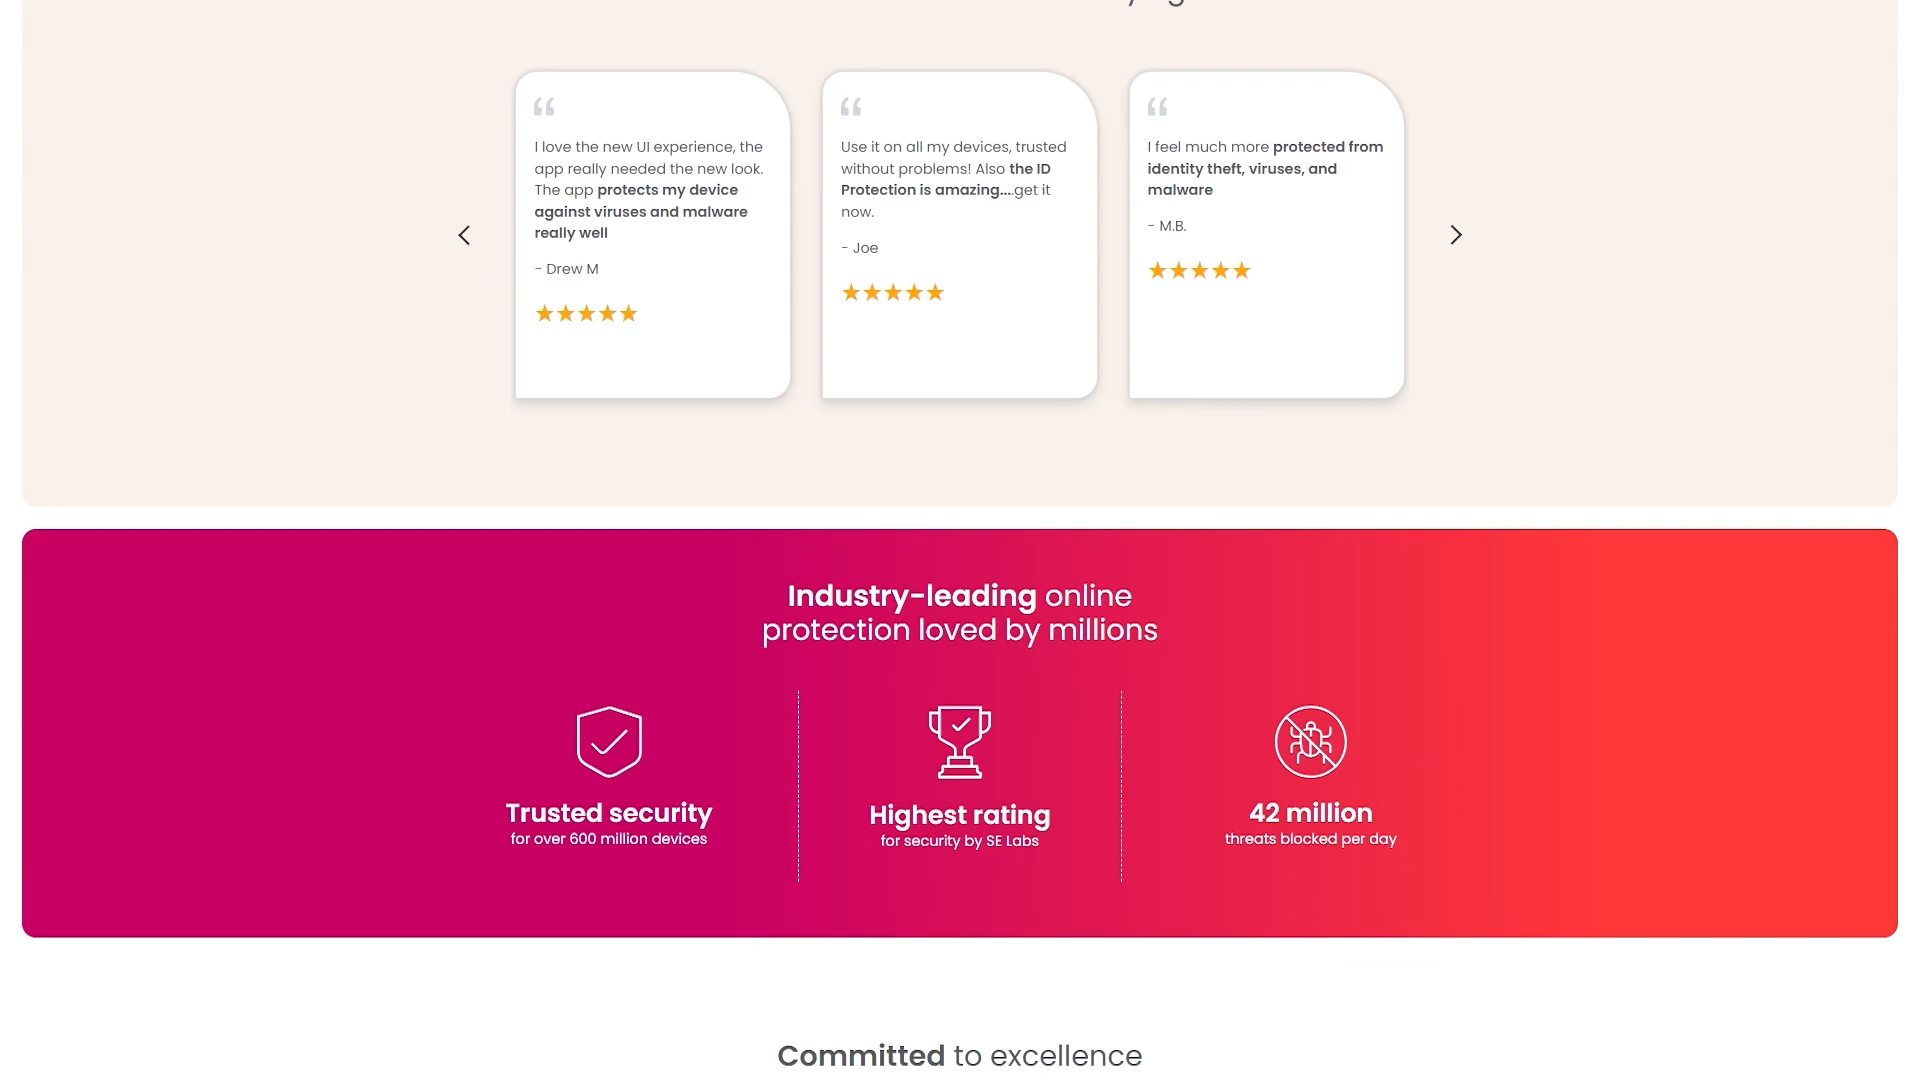 I love the new UI experience, the
app really needed the new look.
The app protects my device
against viruses and malware
really well
- Drew M
Use it on all my devices, trusted
without problems! Also the ID
Protection is amazing....get it
now.
- Joe
I feel much more protected from
identity theft, viruses, and
malware
- M.B.
Industry-leading online
protection loved by millions
Trusted security
for over 600 million devices
Highest rating
for security by SE Labs
42 million
threats blocked per day
Committed to excellence